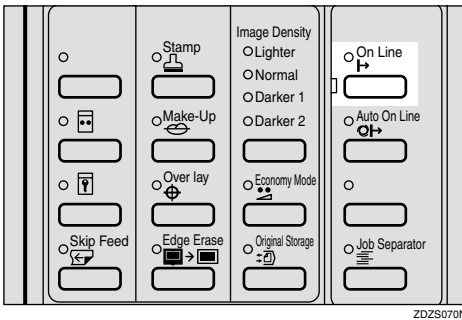 Image Density
Stamp
Lighter
On Line
Normal
Darker 1
Make-Up
Darker 2
Auto On Line
Over lay
Economy Mode
Skip Feed
Edge Erase
Original Storage
Job Separator
ZDZS070N